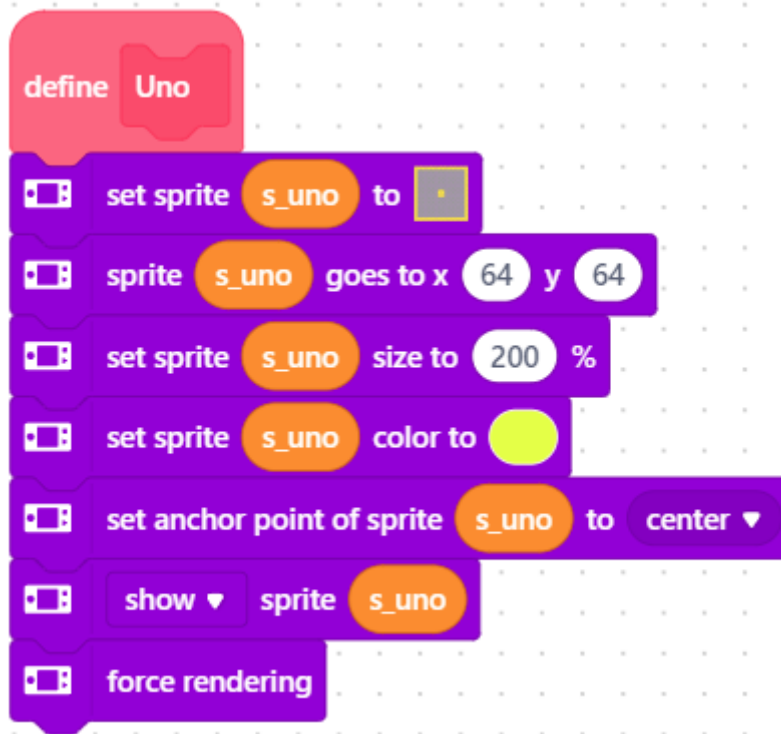 define Uno
set sprite s_uno to
sprite s_uno goes to x 64 y 64
set sprite s_uno size to 200 %
set sprite s_uno color to
set anchor point of sprite s_uno to center
show sprite s_uno
force rendering